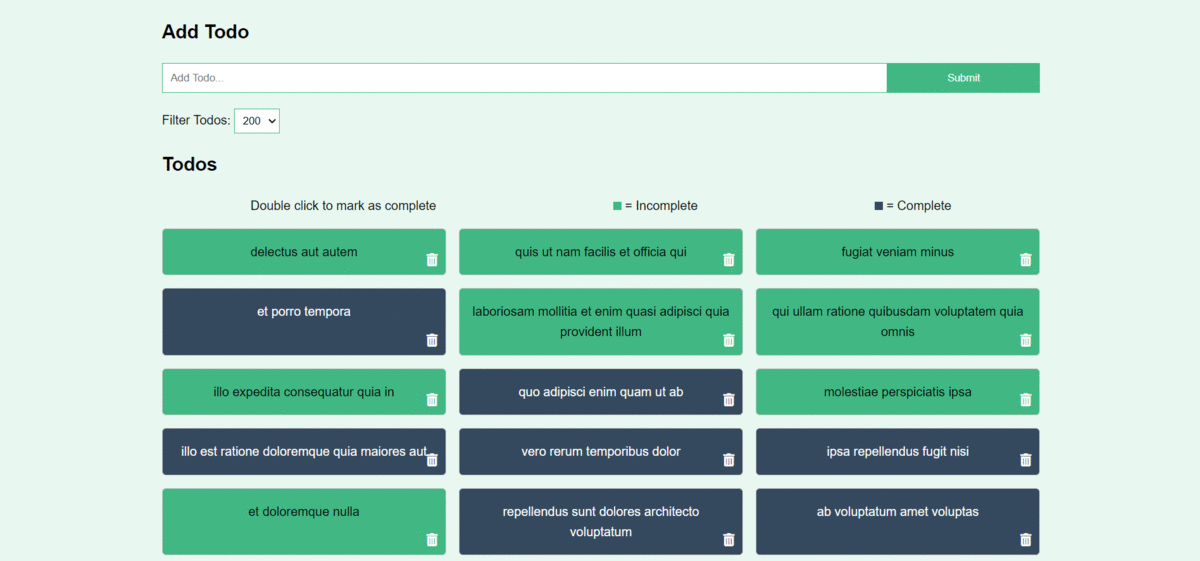 Add Todo
Add Todo...
Submit
Filter Todos: 200
Todos
Double click to mark as complete
= Incomplete
= Complete
delectus aut autem
quis ut nam facilis et officia qui
fugiat veniam minus
et porro tempora
laboriosam mollitia et enim quasi adipisci quia
provident illum
qui ullam ratione quibusdam voluptatem quia
omnis
illo expedita consequatur quia in
quo adipisci enim quam ut ab
molestiae perspiciatis ipsa
illo est ratione doloremque quia maiores aut
vero rerum temporibus dolor
ipsa repellendus fugit nisi
et doloremque nulla
repellendus sunt dolores architecto
voluptatum
ab voluptatum amet voluptas